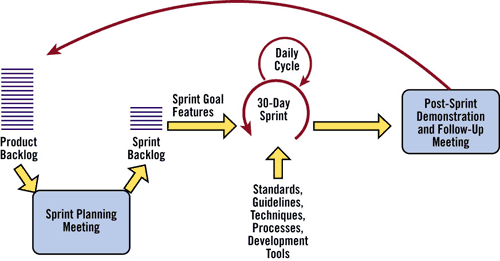 Daily
Cycle
Sprint Goal
Features
30-Day
Sprint
Post-Sprint
Demonstration
and Follow-Up
Meeting
Product
Backlog
Sprint
Backlog
Standards,
Guidelines,
Techniques,
Processes,
Development
Tools
Sprint Planning
Meeting